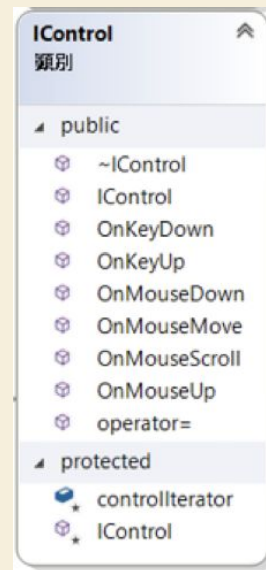 IControl
類別
public
~IControl
IControl
OnKeyDown
OnKeyUp
OnMouseDown
OnMouseMove
OnMouseScroll
OnMouseUp
operator=
protected
controlIterator
IControl